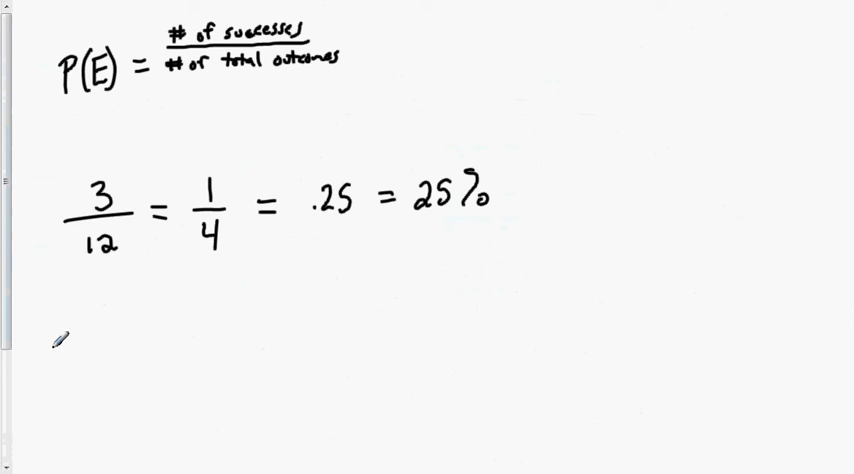 P(E) = # of successes / # of total outcomes
3/12 = 1/4 = .25 = 25%